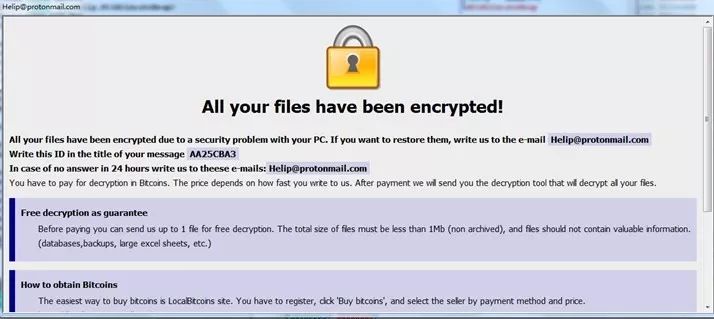 Helip@protonmail.com
All your files have been encrypted!
All your files have been encrypted due to a security problem with your PC. If you want to restore them, write us to the e-mail Helip@protonmail.com
Write this ID in the title of your message AA25CBA3
In case of no answer in 24 hours write us to theese e-mails: Helip@protonmail.com
You have to pay for decryption in Bitcoins. The price depends on how fast you write to us. After payment we will send you the decryption tool that will decrypt all your files.
Free decryption as guarantee
Before paying you can send us up to 1 file for free decryption. The total size of files must be less than 1Mb (non archived), and files should not contain valuable information.
(databases,backups, large excel sheets, etc.)
How to obtain Bitcoins
The easiest way to buy bitcoins is LocalBitcoins site. You have to register, click 'Buy bitcoins', and select the seller by payment method and price.